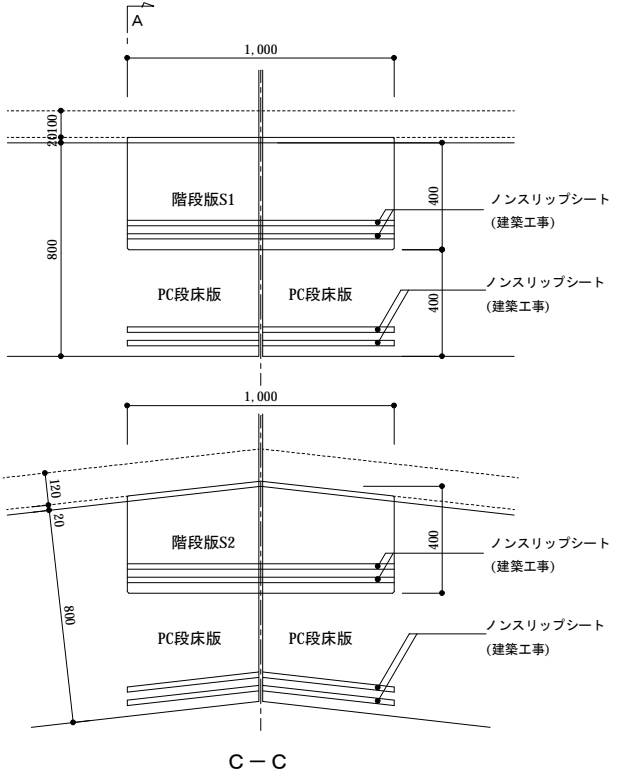 A
1,000
100
20
800
400
階段版S1
ノンスリップシート
(建築工事)
PC段床版
PC段床版
400
ノンスリップシート
(建築工事)
1,000
120
20
800
400
階段版S2
ノンスリップシート
(建築工事)
PC段床版
PC段床版
ノンスリップシート
(建築工事)
C－C